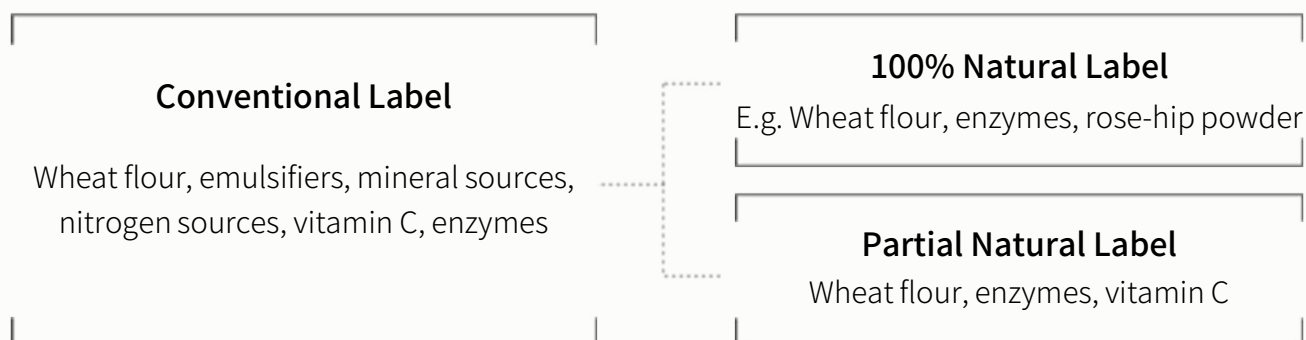 Conventional Label
Wheat flour, emulsifiers, mineral sources,
nitrogen sources, vitamin C, enzymes
100% Natural Label
E.g. Wheat flour, enzymes, rose-hip powder
Partial Natural Label
Wheat flour, enzymes, vitamin C